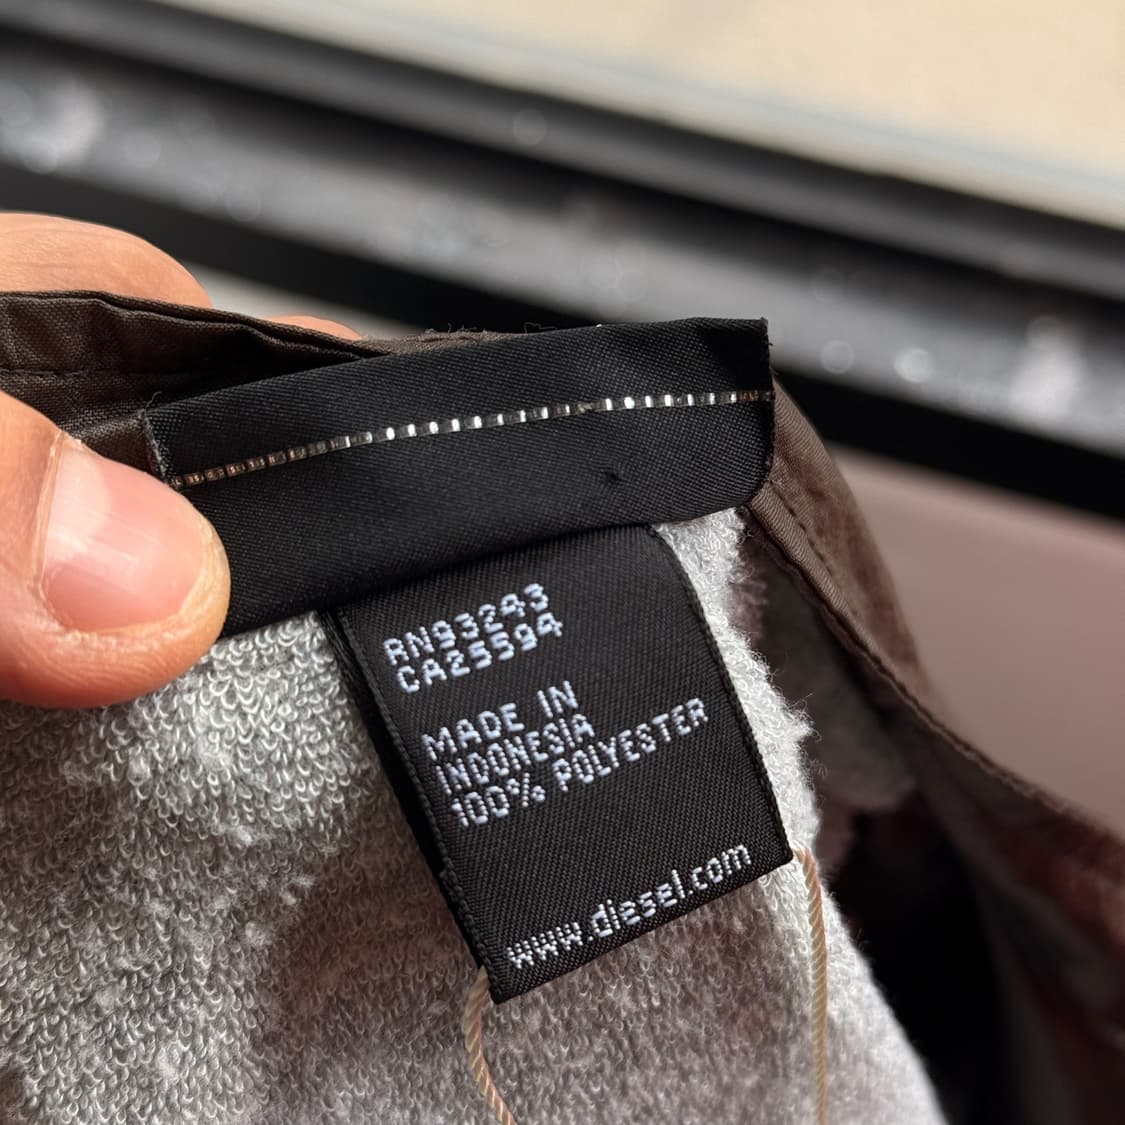 RN93243
CA25594
MADE IN
INDONESIA
100% POLYESTER
www.diesel.com